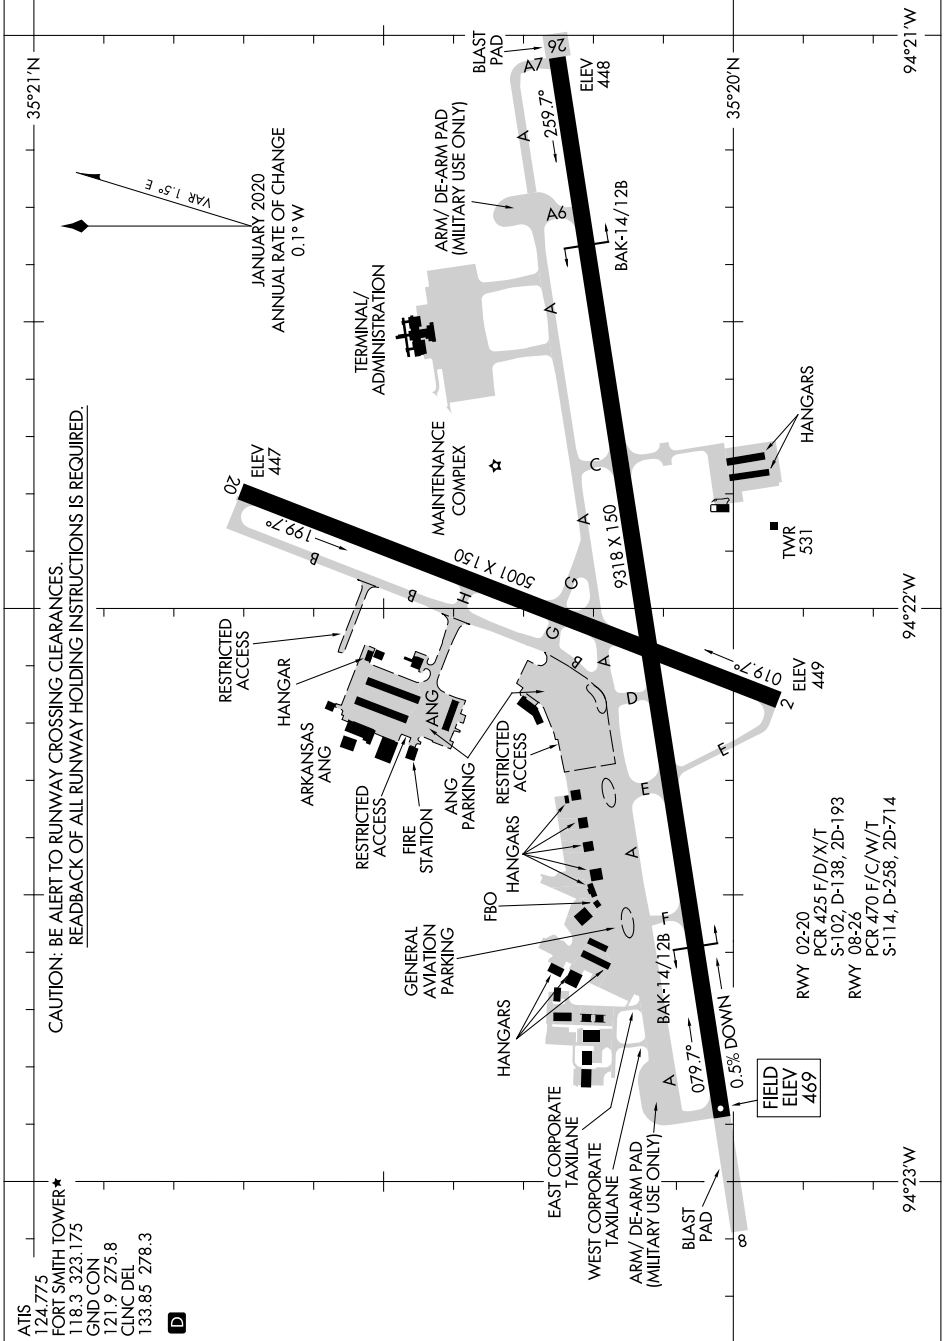 ATIS
124.775
FORT SMITH TOWER★
118.3 323.175
GND CON
121.9 275.8
CLNC DEL
133.85 278.3
D
CAUTION: BE ALERT TO RUNWAY CROSSING CLEARANCES.
READBACK OF ALL RUNWAY HOLDING INSTRUCTIONS IS REQUIRED.
35°21'N
VAR 1.5° E
JANUARY 2020
ANNUAL RATE OF CHANGE
0.1° W
20
ELEV
447
199.7°
B
B
H
5001 X 150
RESTRICTED
ACCESS
HANGAR
ARKANSAS
ANG
RESTRICTED
ACCESS
FIRE
STATION
ANG
ANG
PARKING
RESTRICTED
ACCESS
TERMINAL/
ADMINISTRATION
MAINTENANCE
COMPLEX
ARM/ DE-ARM PAD
(MILITARY USE ONLY)
BLAST
PAD
26
A7
ELEV
448
A
259.7°
A6
BAK-14/12B
A
C
A
G
G
B
A
D
9318 X 150
HANGARS
TWR
531
019.7°
ELEV
449
2
E
E
A
F
HANGARS
FBO
GENERAL
AVIATION
PARKING
HANGARS
EAST CORPORATE
TAXILANE
WEST CORPORATE
TAXILANE
ARM/ DE-ARM PAD
(MILITARY USE ONLY)
BLAST
PAD
8
A
BAK-14/12B
079.7°
0.5% DOWN
FIELD
ELEV
469
RWY 02-20
PCR 425 F/D/X/T
S-102, D-138, 2D-193
RWY 08-26
PCR 470 F/C/W/T
S-114, D-258, 2D-714
35°20'N
94°23'W
94°22'W
94°21'W